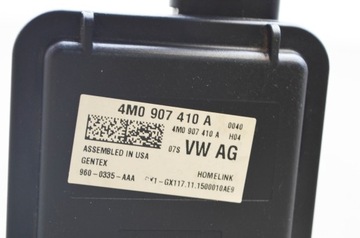 4M0 907 410 A 0040
4M0 907 410 A H04
07S VW AG
ASSEMBLED IN USA
GENTEX HOMELINK
960-0335-AAA -GX117.11.1500010AE9